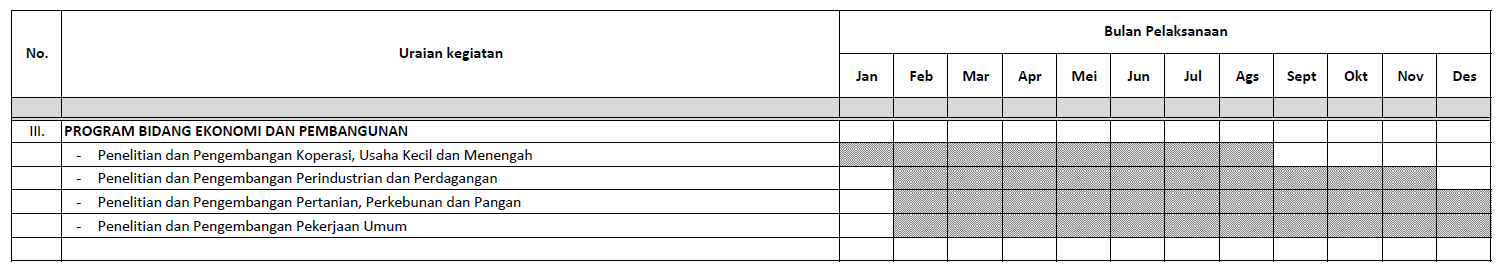 No. Uraian kegiatan Bulan Pelaksanaan
Jan Feb Mar Apr Mei Jun Jul Ags Sept Okt Nov Des
III. PROGRAM BIDANG EKONOMI DAN PEMBANGUNAN
- Penelitian dan Pengembangan Koperasi, Usaha Kecil dan Menengah
- Penelitian dan Pengembangan Perindustrian dan Perdagangan
- Penelitian dan Pengembangan Pertanian, Perkebunan dan Pangan
- Penelitian dan Pengembangan Pekerjaan Umum